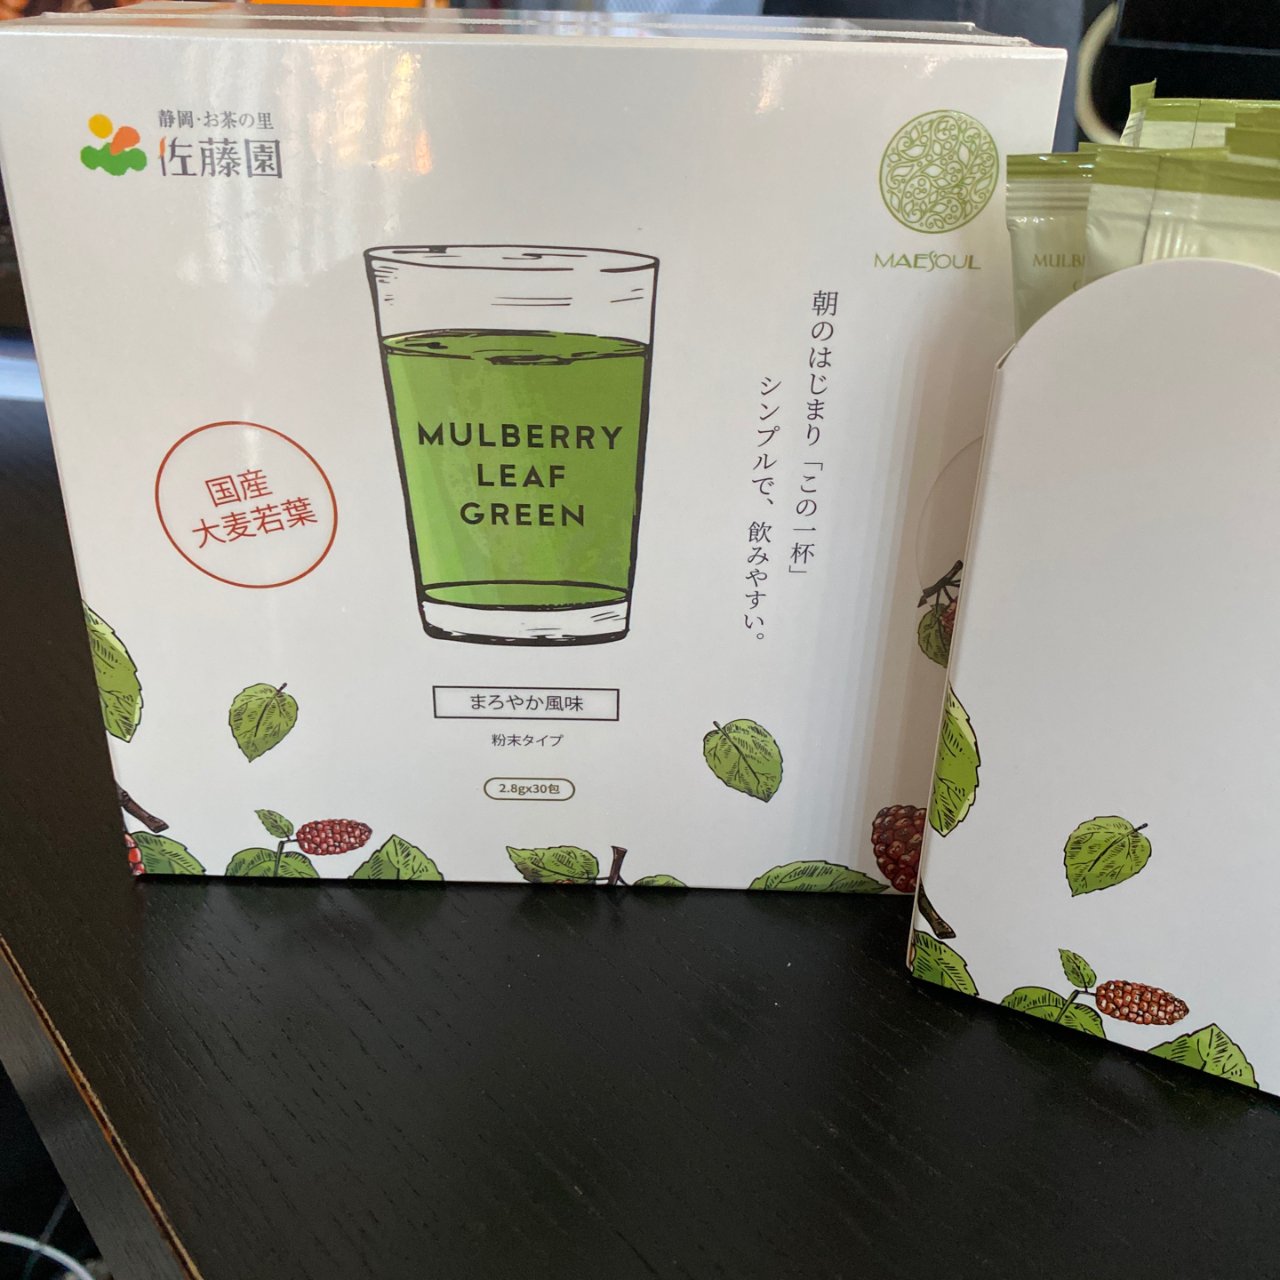 静岡・お茶の里
佐藤園
MAESOUL
朝のはじまり「この一杯」
シンプルで、飲みやすい。
MULBERRY
LEAF
GREEN
国産
大麦若葉
まろやか風味
粉末タイプ
2.8gx30包